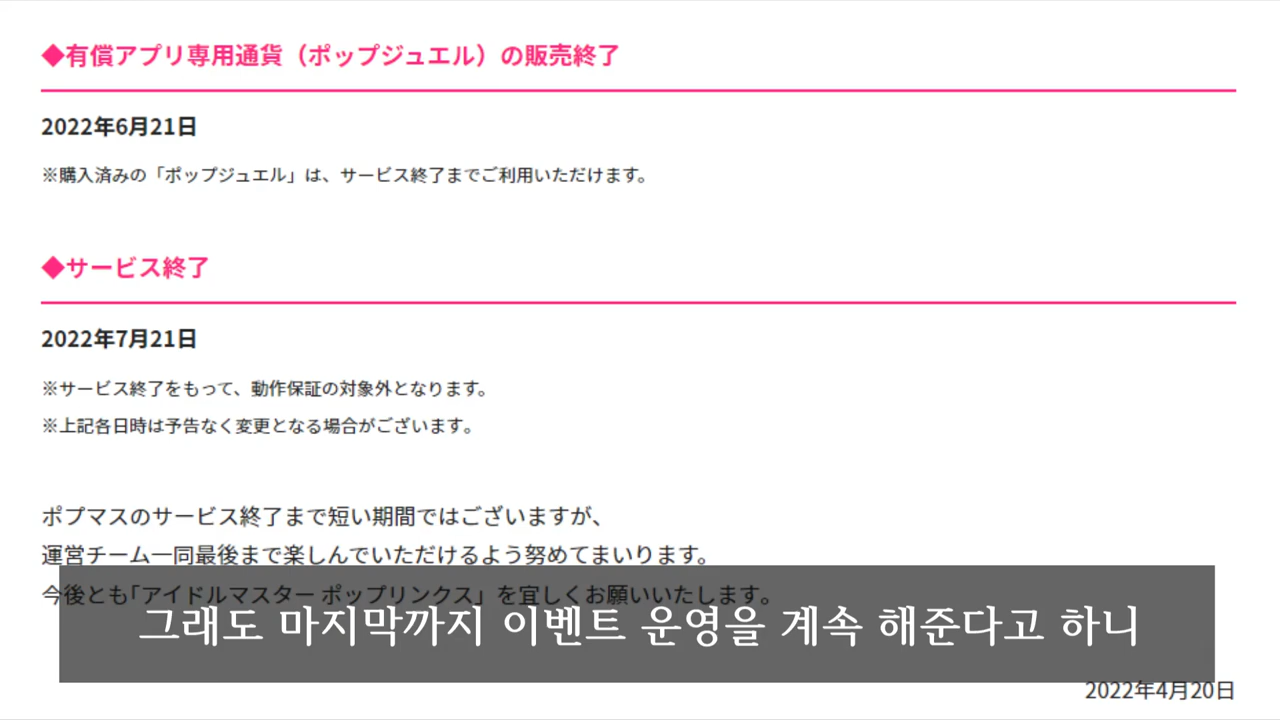 ◆有償アプリ専用通貨（ポップジュエル）の販売終了
2022年6月21日
※購入済みの「ポップジュエル」は、サービス終了までご利用いただけます。
◆サービス終了
2022年7月21日
※サービス終了をもって、動作保証の対象外となります。
※上記各日時は予告なく変更となる場合がございます。
ポプマスのサービス終了まで短い期間ではございますが、
運営チーム一同最後まで楽しんでいただけるよう努めてまいります。
今後とも「アイドルマスター ポップリンクス」を宜しくお願いいたします。
그래도 마지막까지 이벤트 운영을 계속 해준다고 하니
2022年4月20日